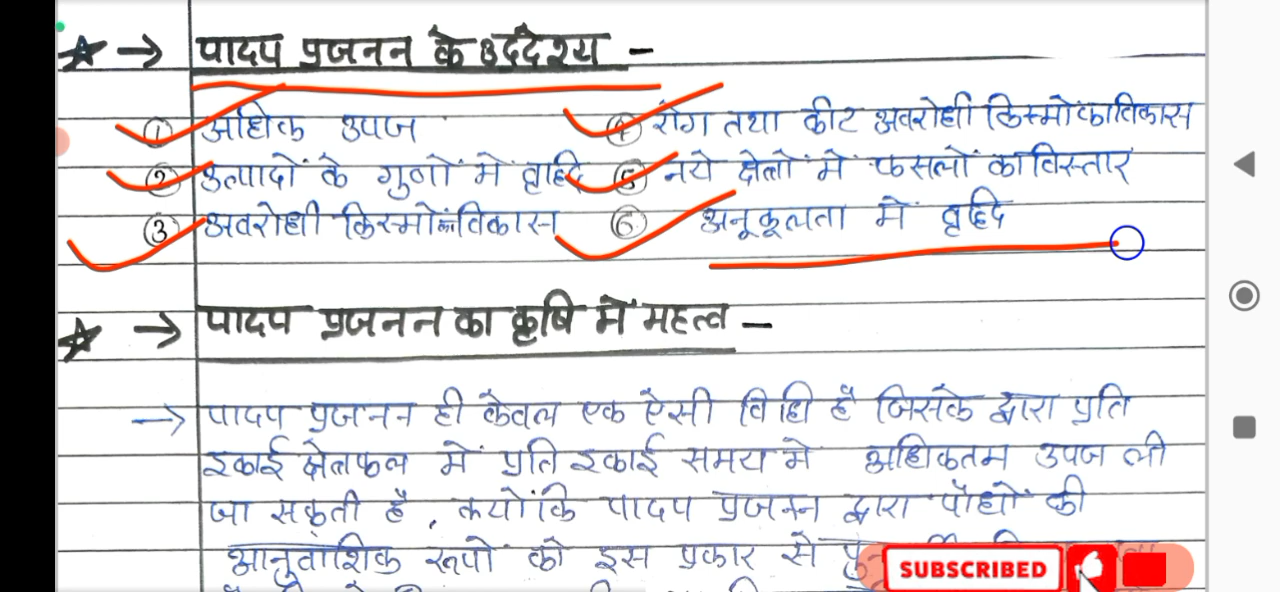 → पादप प्रजनन के उद्देश्य -
① अधिक उपज
② उत्पादों के गुणों में वृद्धि
③ अवरोधी किस्मों का विकास
④ रोग तथा कीट अवरोधी किस्मो का विकास
⑤ नये क्षेत्रों में फसलों का विस्तार
⑥ अनूकूलता में वृद्धि
→ पादप प्रजनन का कृषि में महत्व -
→ पादप प्रजनन ही केवल एक ऐसी विधि है जिसके द्वारा प्रति
इकाई क्षेत्रफल में प्रति इकाई समय मे अधिकतम उपज ली
जा सकती है, क्योंकि पादप प्रजनन द्वारा पौधों की
आनुवांशिक रूपों को इस प्रकार से
SUBSCRIBED